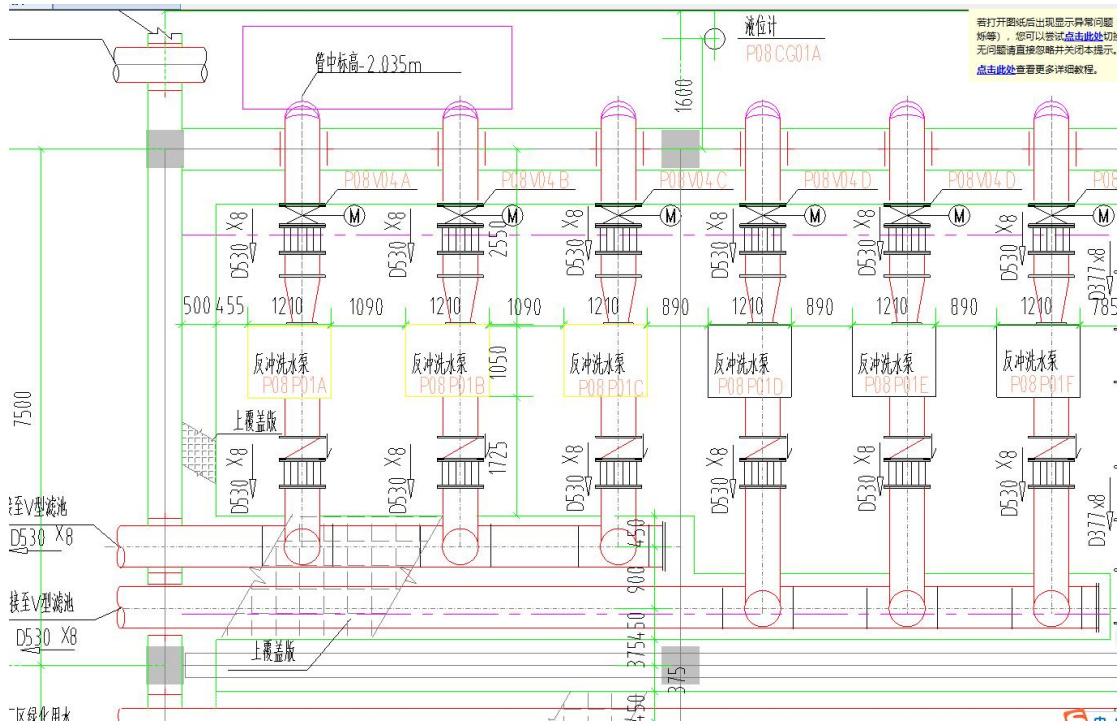 液位计
P08CG01A
若打开图纸后出现显示异常问题
烁等），您可以尝试点击此处切换
无问题请直接忽略并关闭本提示。
点击此处查看更多详细教程。
管中标高-2.035m
1600
P08V04A
P08V04B
P08V04C
P08V04D
P08V04D
P08
M
M
M
M
M
M
D530 X8
D530 X8
D530 X8
D530 X8
D530 X8
D530 X8
D377x8
2550
500
455
1210
1090
1210
1090
1210
890
1210
890
1210
890
1210
785
反冲洗水泵
P08P01A
反冲洗水泵
P08P01B
反冲洗水泵
P08P01C
反冲洗水泵
P08P01D
反冲洗水泵
P08P01E
反冲洗水泵
P08P01F
1050
7500
上覆盖版
1725
D530 X8
D530 X8
D530 X8
D530 X8
D530 X8
D530 X8
D377x8
至V型滤池
D530 X8
450
900
接至V型滤池
D530 X8
450
上覆盖版
375
375
450
区绿化用水